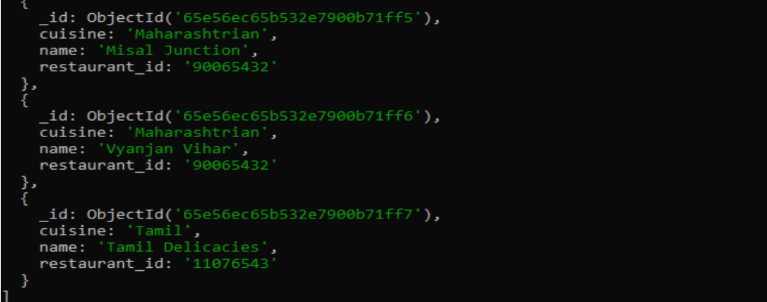 {
_id: ObjectId('65e56ec65b532e7900b71ff5'),
cuisine: 'Maharashtrian',
name: 'Misal Junction',
restaurant_id: '90065432'
},
{
_id: ObjectId('65e56ec65b532e7900b71ff6'),
cuisine: 'Maharashtrian',
name: 'Vyanjan Vihar',
restaurant_id: '90065432'
},
{
_id: ObjectId('65e56ec65b532e7900b71ff7'),
cuisine: 'Tamil',
name: 'Tamil Delicacies',
restaurant_id: '11076543'
}
]